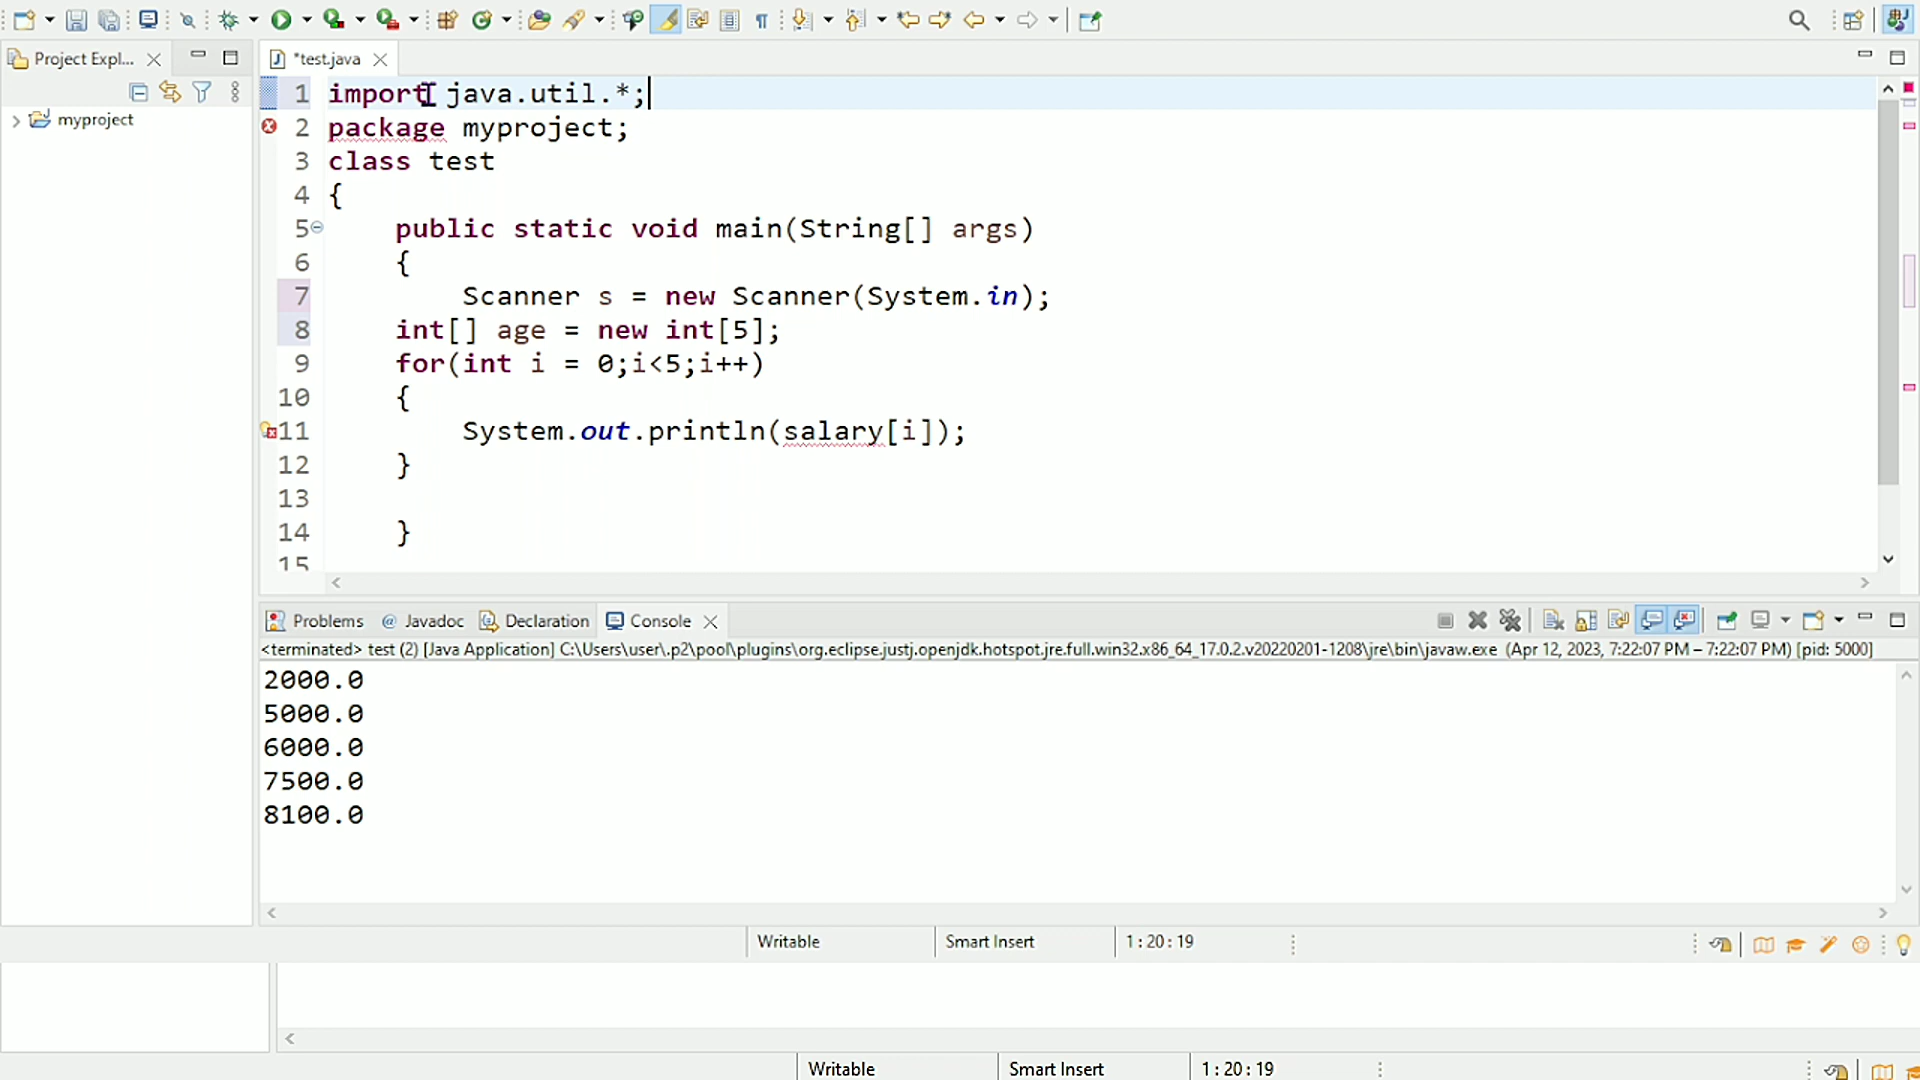 Project Expl...
*test.java
myproject
1 import java.util.*;
2 package myproject;
3 class test
4 {
5 public static void main(String[] args)
6 {
7 Scanner s = new Scanner(System.in);
8 int[] age = new int[5];
9 for(int i = 0;i<5;i++)
10 {
11 System.out.println(salary[i]);
12 }
13
14 }
15
Problems @ Javadoc Declaration Console
<terminated> test (2) [Java Application] C:\Users\user\.p2\pool\plugins\org.eclipse.justj.openjdk.hotspot.jre.full.win32.x86_64_17.0.2.v20220201-1208\jre\bin\javaw.exe (Apr 12, 2023, 7:22:07 PM – 7:22:07 PM) [pid: 5000]
2000.0
5000.0
6000.0
7500.0
8100.0
Writable Smart Insert 1 : 20 : 19
Writable Smart Insert 1 : 20 : 19